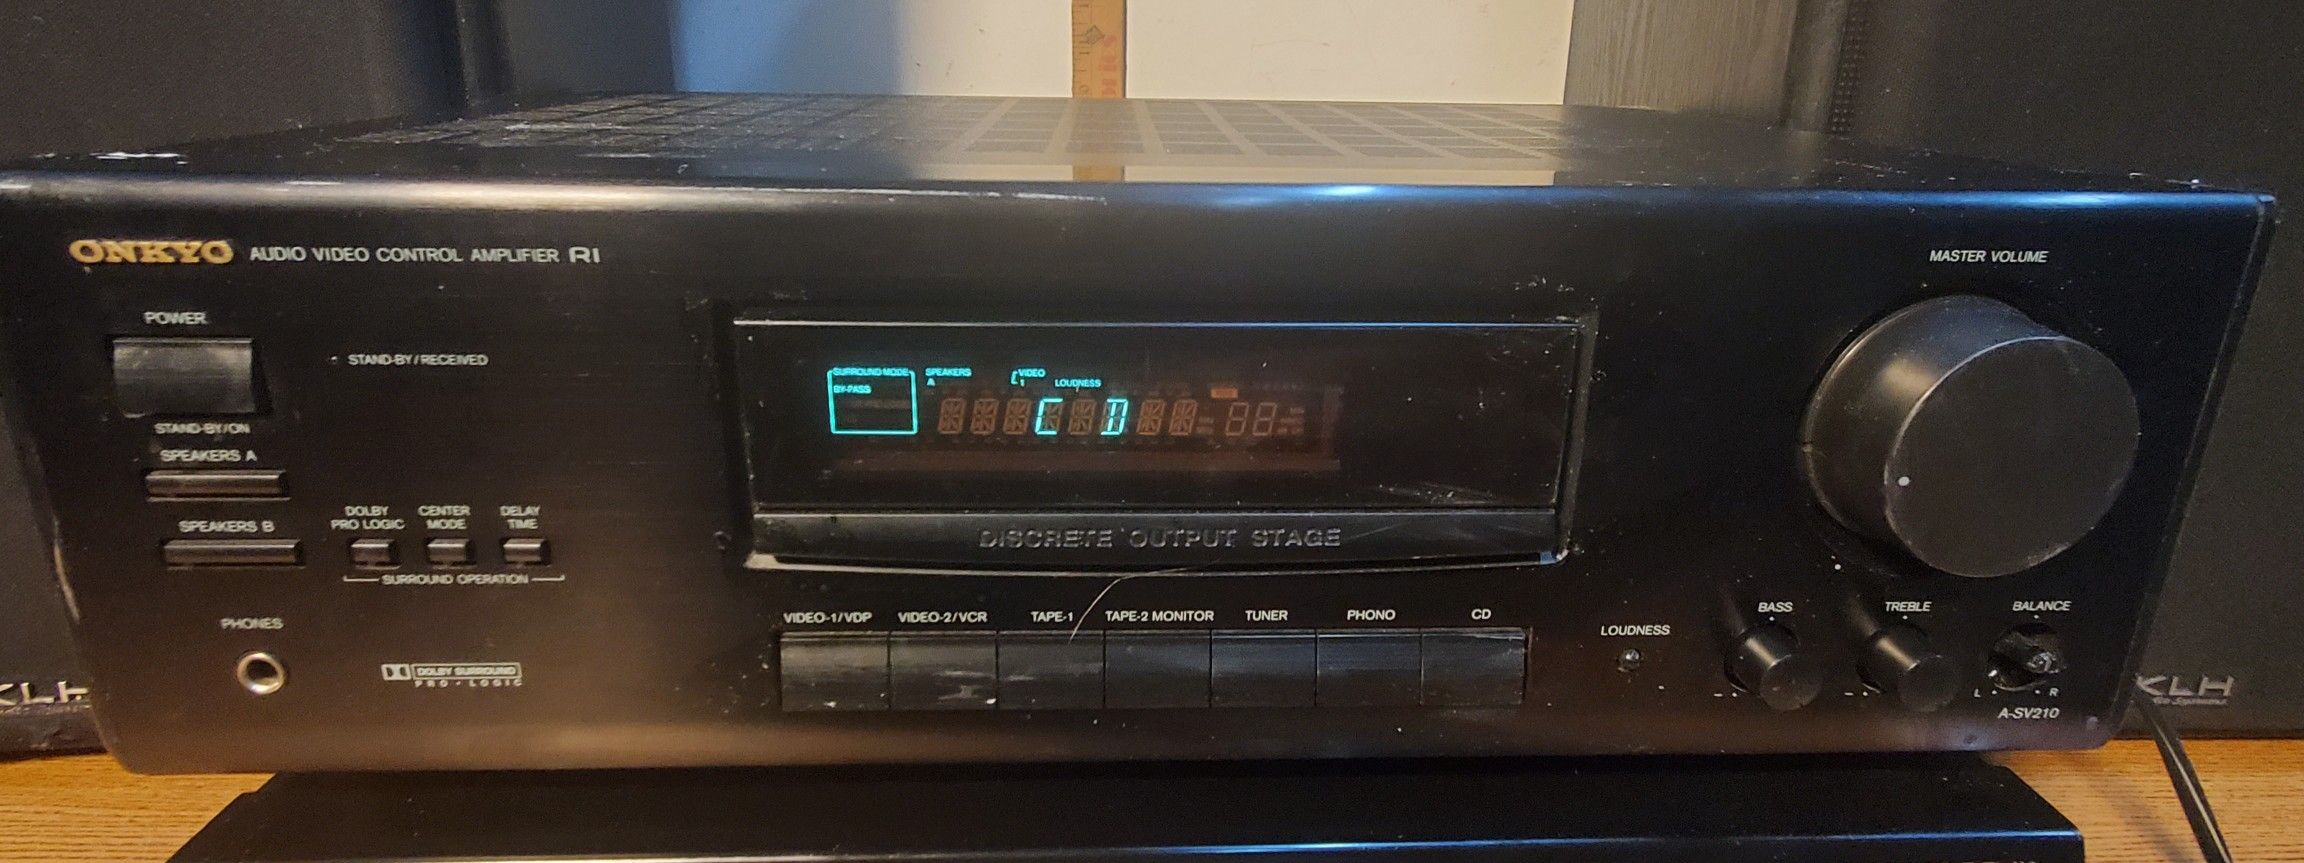 ONKYO AUDIO VIDEO CONTROL AMPLIFIER RI
POWER
STAND-BY/RECEIVED
STAND-BY/ON
SPEAKERS A
SPEAKERS B
DOLBY PRO LOGIC
CENTER MODE
DELAY TIME
SURROUND OPERATION
PHONES
DOLBY SURROUND
PRO • LOGIC
SURROUND MODE
BY-PASS
SPEAKERS
A
VIDEO
1
LOUDNESS
C D
DISCRETE OUTPUT STAGE
VIDEO-1/VDP VIDEO-2/VCR TAPE-1 TAPE-2 MONITOR TUNER PHONO CD
MASTER VOLUME
LOUDNESS
BASS
TREBLE
BALANCE
L R
A-SV210
KLH
KLH